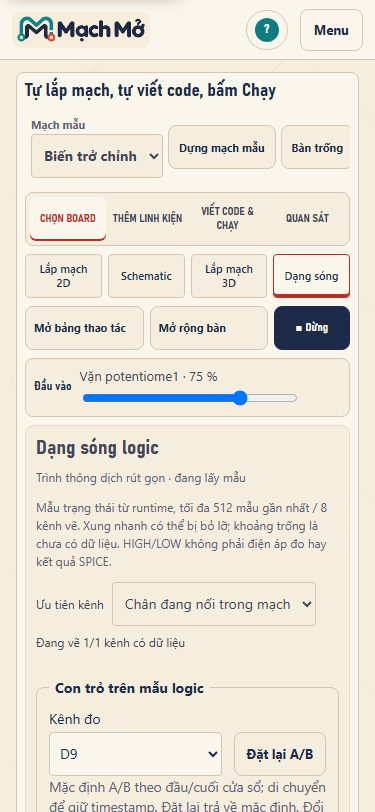 Mạch Mở
?
Menu
Tự lắp mạch, tự viết code, bấm Chạy
Mạch mẫu
Biến trở chỉnh
Dựng mạch mẫu
Bàn trống
CHỌN BOARD
THÊM LINH KIỆN
VIẾT CODE &
CHẠY
QUAN SÁT
Lắp mạch
2D
Schematic
Lắp mạch
3D
Dạng sóng
Mở bảng thao tác
Mở rộng bàn
■ Dừng
Đầu vào
Vặn potentiome1 · 75 %
Dạng sóng logic
Trình thông dịch rút gọn · đang lấy mẫu
Mẫu trạng thái từ runtime, tối đa 512 mẫu gần nhất / 8
kênh vẽ. Xung nhanh có thể bị bỏ lỡ; khoảng trống là
chưa có dữ liệu. HIGH/LOW không phải điện áp đo hay
kết quả SPICE.
Ưu tiên kênh
Chân đang nối trong mạch
Đang vẽ 1/1 kênh có dữ liệu
Con trỏ trên mẫu logic
Kênh đo
D9
Đặt lại A/B
Mặc định A/B theo đầu/cuối cửa sổ; di chuyển
để giữ timestamp. Đặt lại trả về mặc định. Đổi